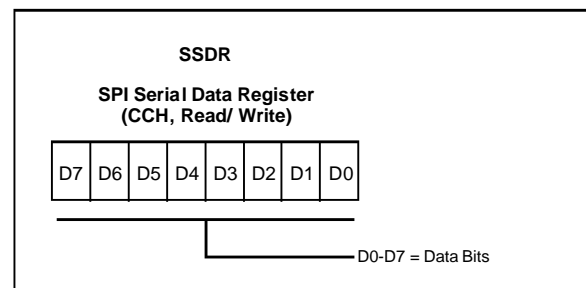 SSDR
SPI Serial Data Register
(CCH, Read/ Write)
D7 D6 D5 D4 D3 D2 D1 D0
D0-D7 = Data Bits